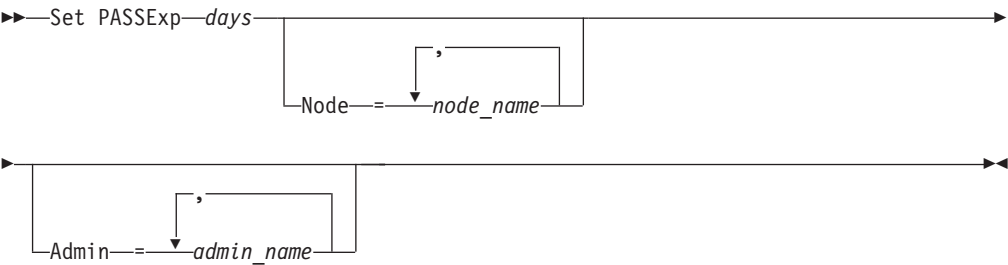 Set PASSExp days
,
Node = node_name
,
Admin = admin_name